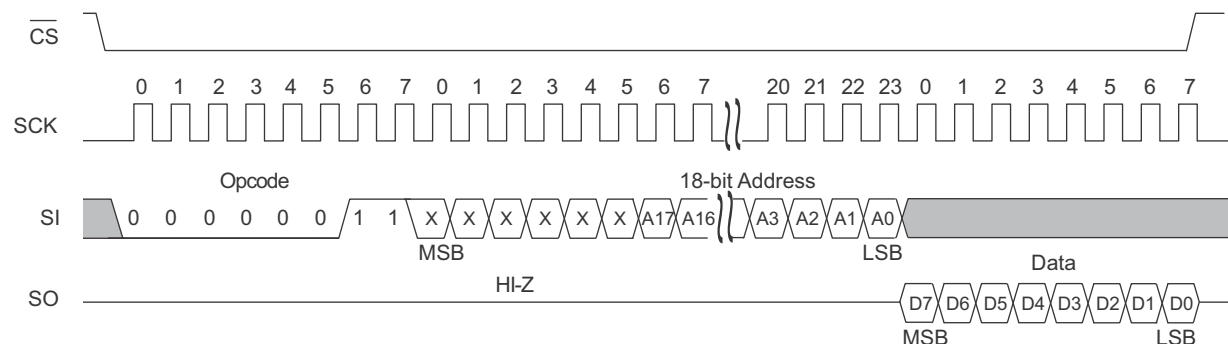 CS
0 1 2 3 4 5 6 7 0 1 2 3 4 5 6 7 20 21 22 23 0 1 2 3 4 5 6 7
SCK
Opcode 18-bit Address
SI 0 0 0 0 0 0 1 1 X X X X X X A17 A16 A3 A2 A1 A0
MSB LSB
HI-Z Data
SO D7 D6 D5 D4 D3 D2 D1 D0
MSB LSB